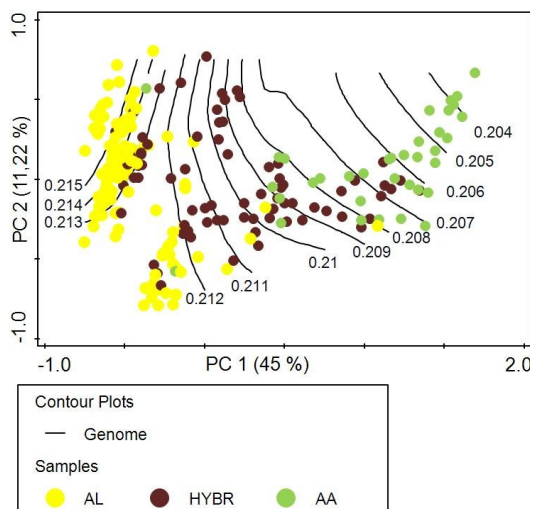 1.0
PC 2 (11,22 %)
0.204
0.205
0.206
0.215
0.214
0.213
0.207
0.208
0.209
0.21
0.211
0.212
-1.0
-1.0
PC 1 (45 %)
2.0
Contour Plots
Genome
Samples
AL HYBR AA